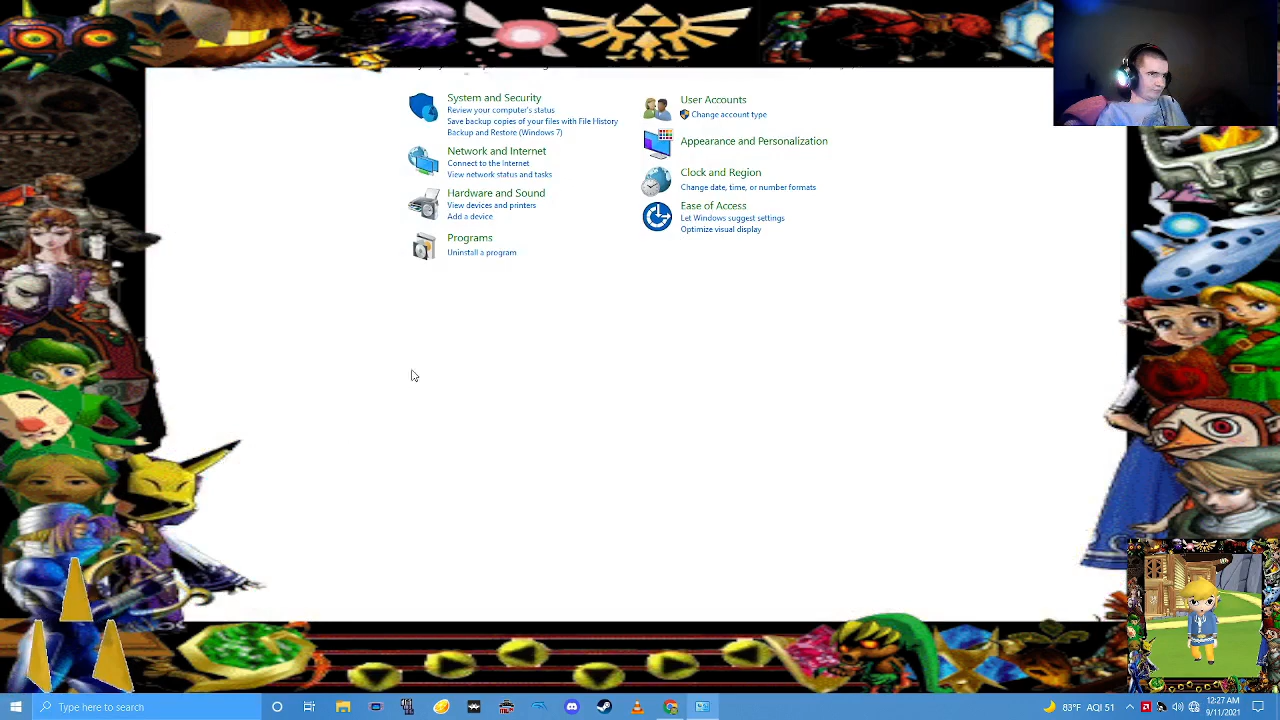 System and Security
Review your computer's status
Save backup copies of your files with File History
Backup and Restore (Windows 7)
Network and Internet
Connect to the Internet
View network status and tasks
Hardware and Sound
View devices and printers
Add a device
Programs
Uninstall a program
User Accounts
Change account type
Appearance and Personalization
Clock and Region
Change date, time, or number formats
Ease of Access
Let Windows suggest settings
Optimize visual display
Type here to search
83°F AQI 51
12:27 AM
9/11/2021